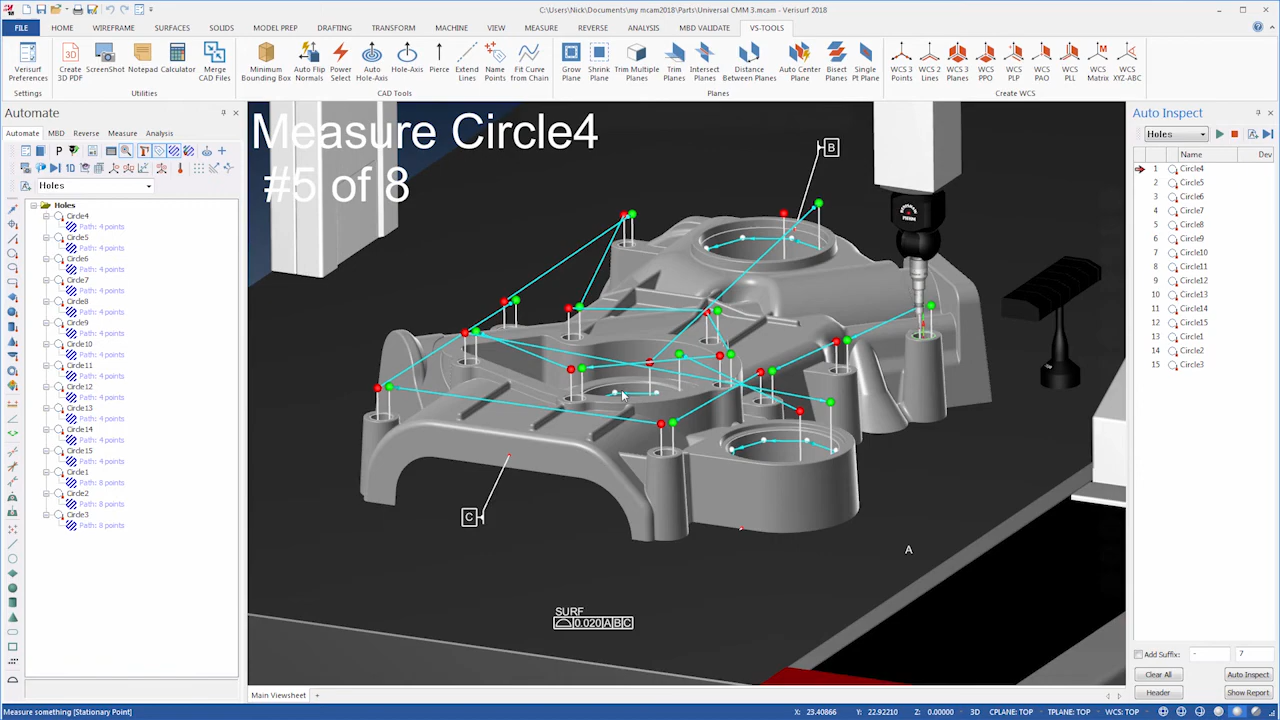 C:\Users\Nick\Documents\my mcam2018\Parts\Universal CMM 3.mcam - Verisurf 2018
FILE HOME WIREFRAME SURFACES SOLIDS MODEL PREP DRAFTING TRANSFORM MACHINE VIEW MEASURE REVERSE ANALYSIS MBD VALIDATE VS-TOOLS
Verisurf Preferences
Create 3D PDF
ScreenShot
Notepad
Calculator
Merge CAD Files
Minimum Bounding Box
Auto Flip Normals
Power Select
Auto Hole-Axis
Hole-Axis
Pierce
Extend Lines
Name Points
Fit Curve from Chain
Grow Plane
Shrink Plane
Trim Multiple Planes
Trim Planes
Intersect Planes
Distance Between Planes
Auto Center Plane
Bisect Planes
Single Pt Plane
WCS 3 Points
WCS 2 Lines
WCS 3 Planes
WCS PPO
WCS PLP
WCS PAO
WCS PLL
WCS Matrix
WCS XYZ-ABC
Settings Utilities CAD Tools Planes Create WCS
Automate
Automate MBD Reverse Measure Analysis
Holes
Holes
Circle4
Path: 4 points
Circle5
Path: 4 points
Circle6
Path: 4 points
Circle7
Path: 4 points
Circle8
Path: 4 points
Circle9
Path: 4 points
Circle10
Path: 4 points
Circle11
Path: 4 points
Circle12
Path: 4 points
Circle13
Path: 4 points
Circle14
Path: 4 points
Circle15
Path: 4 points
Circle1
Path: 8 points
Circle2
Path: 8 points
Circle3
Path: 8 points
Measure Circle4
#5 of 8
B
C
A
SURF
0.020 A B C
Main Viewsheet +
Auto Inspect
Holes
Name Dev
1 Circle4
2 Circle5
3 Circle6
4 Circle7
5 Circle8
6 Circle9
7 Circle10
8 Circle11
9 Circle12
10 Circle13
11 Circle14
12 Circle15
13 Circle1
14 Circle2
15 Circle3
Add Suffix: - 7
Clear All Auto Inspect
Header Show Report
Measure something [Stationary Point] X: 23.40866 Y: 22.92210 Z: 0.00000 3D CPLANE: TOP TPLANE: TOP WCS: TOP